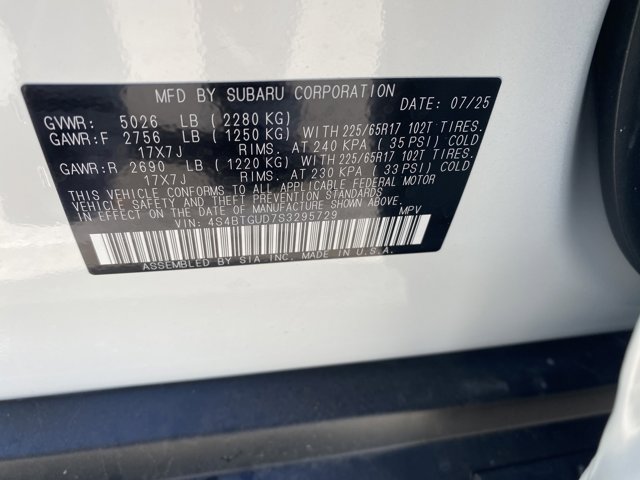 MFD BY SUBARU CORPORATION
DATE: 07/25
GVWR: 5026 LB (2280 KG)
GAWR:F 2756 LB (1250 KG) WITH 225/65R17 102T TIRES.
17X7J RIMS. AT 240 KPA ( 35 PSI) COLD
GAWR:R 2690 LB (1220 KG) WITH 225/65R17 102T TIRES.
17X7J RIMS. AT 230 KPA ( 33 PSI) COLD
THIS VEHICLE CONFORMS TO ALL APPLICABLE FEDERAL MOTOR
VEHICLE SAFETY AND THEFT PREVENTION STANDARDS
IN EFFECT ON THE DATE OF MANUFACTURE SHOWN ABOVE.
VIN: 4S4BTGUD7S3295729 MPV
ASSEMBLED BY SIA INC. MADE IN U.S.A.